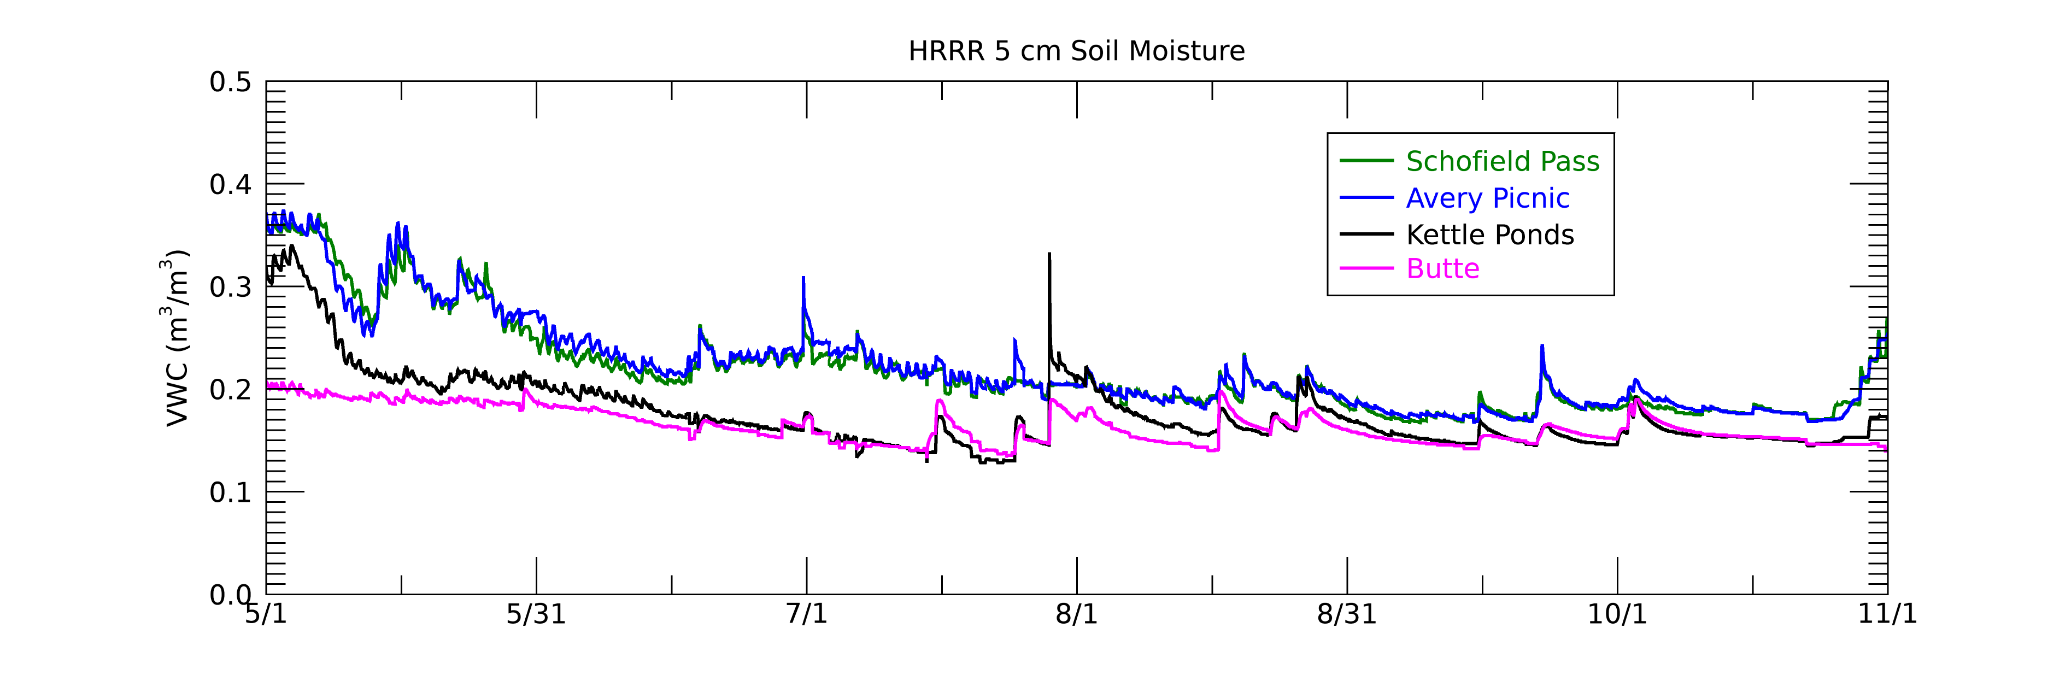 HRRR 5 cm Soil Moisture
0.5
0.4
0.3
0.2
0.1
0.0
VWC (m³/m³)
Schofield Pass
Avery Picnic
Kettle Ponds
Butte
5/1 5/31 7/1 8/1 8/31 10/1 11/1